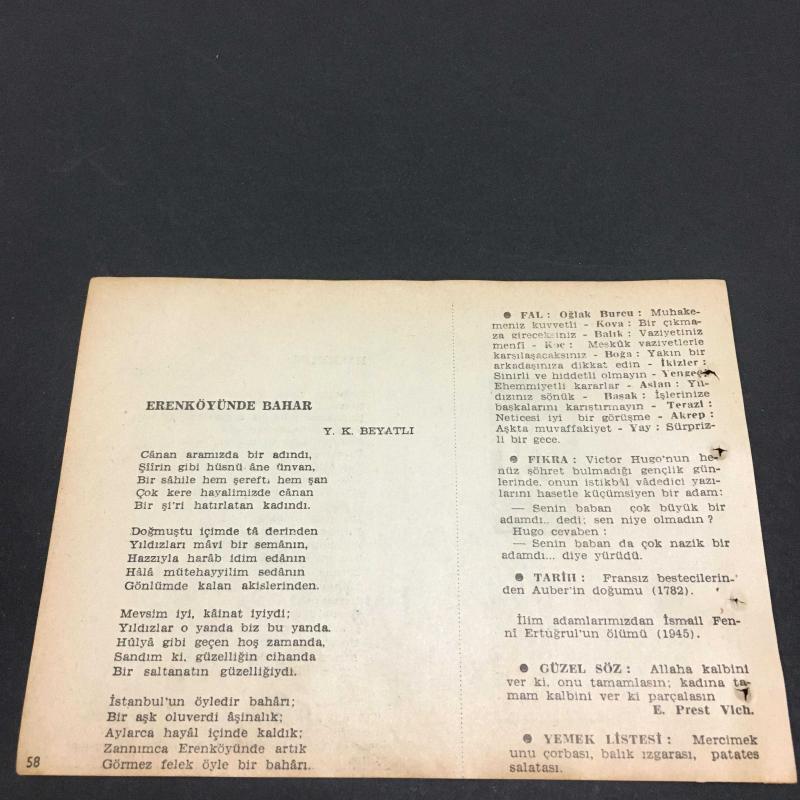 ERENKÖYÜNDE BAHAR
Y. K. BEYATLI
Cânan aramızda bir adındı,
Şiirin gibi hüsnü âne ünvan,
Bir sâhile hem şerefti hem şan
Çok kere hayalimizde cânan
Bir şi'ri hatırlatan kadındı.
Doğmuştu içimde tâ derinden
Yıldızları mâvi bir semânın,
Hazzıyla harâb idim edânın
Hâlâ mütehayyilim sedânın
Gönlümde kalan akislerinden.
Mevsim iyi, kâinat iyiydi;
Yıldızlar o yanda biz bu yanda.
Hülyâ gibi geçen hoş zamanda,
Sandım ki, güzelliğin cihanda
Bir saltanatın güzelliğiydi.
İstanbul'un öyledir bahârı;
Bir aşk oluverdi âşinalık;
Aylarca hayâl içinde kaldık;
Zannımca Erenköyünde artık
Görmez felek öyle bir bahârı.
58
● FAL : Oğlak Burcu : Muhake-
meniz kuvvetli - Kova : Bir çıkma-
za gireceksiniz - Balık : Vaziyetiniz
menfî - Koç : Meskûk vazivetlerle
karsılaşacaksınız - Boğa : Yakın bir
arkadaşınıza dikkat edin - İkizler :
Sinirli ve hiddetli olmayın - Yengeç
Ehemmiyetli kararlar - Aslan : Yıl-
dızınız sönük - Başak : İşlerinize
başkalarını karıstırmayın - Terazi :
Neticesi iyi bir görüşme - Akrep :
Aşkta muvaffakiyet - Yay : Sürpriz-
li bir gece.
● FIKRA : Victor Hugo'nun he-
nüz şöhret bulmadığı gençlik gün-
lerinde, onun istikbâl vâdedici yazı-
larını hasetle küçümsiyen bir adam:
— Senin baban çok büyük bir
adamdı.. dedi; sen niye olmadın ?
Hugo cevaben :
— Senin baban da çok nazik bir
adamdı... diye yürüdü.
● TARİH : Fransız bestecilerin-
den Auber'in doğumu (1782).
İlim adamlarımızdan İsmail Fen-
nî Ertuğrul'un ölümü (1945).
● GÜZEL SÖZ : Allaha kalbini
ver ki, onu tamamlasın; kadına ta-
mam kalbini ver ki parçalasın
E. Prest Vich.
● YEMEK LİSTESİ : Mercimek
unu çorbası, balık ızgarası, patates
salatası.